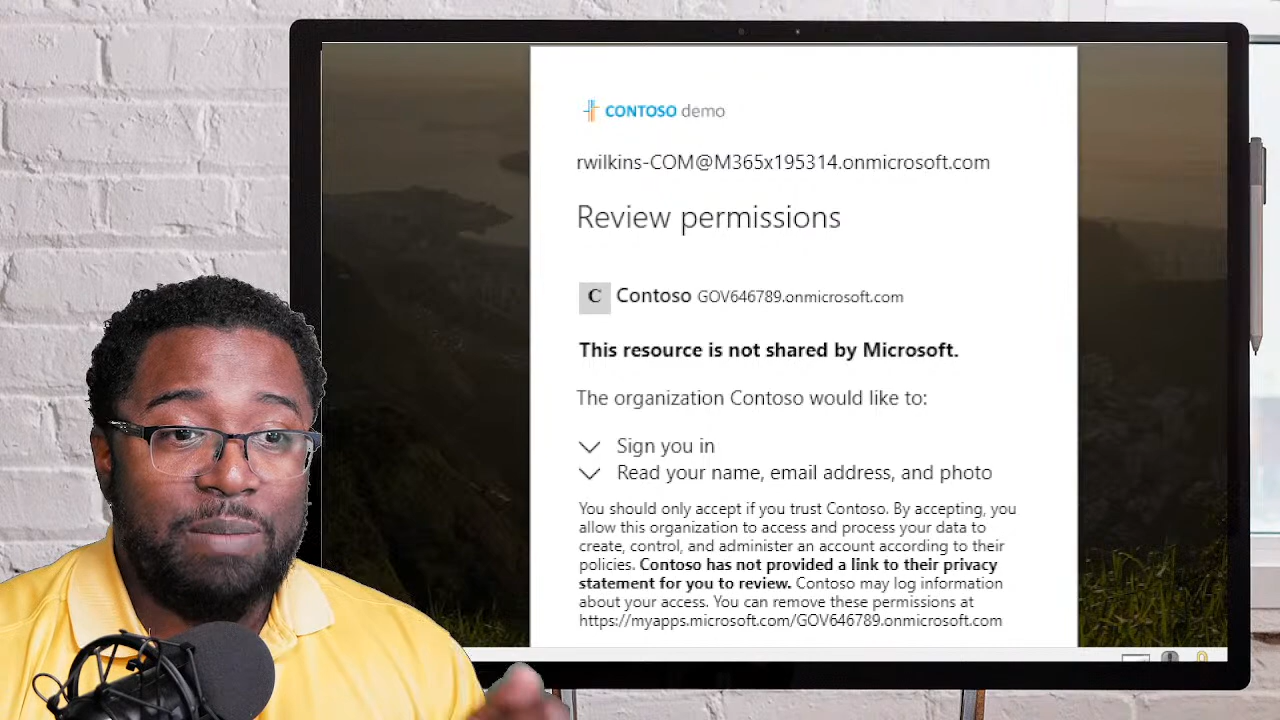 CONTOSO demo
rwilkins-COM@M365x195314.onmicrosoft.com
Review permissions
C Contoso GOV646789.onmicrosoft.com
This resource is not shared by Microsoft.
The organization Contoso would like to:
Sign you in
Read your name, email address, and photo
You should only accept if you trust Contoso. By accepting, you
allow this organization to access and process your data to
create, control, and administer an account according to their
policies. Contoso has not provided a link to their privacy
statement for you to review. Contoso may log information
about your access. You can remove these permissions at
https://myapps.microsoft.com/GOV646789.onmicrosoft.com